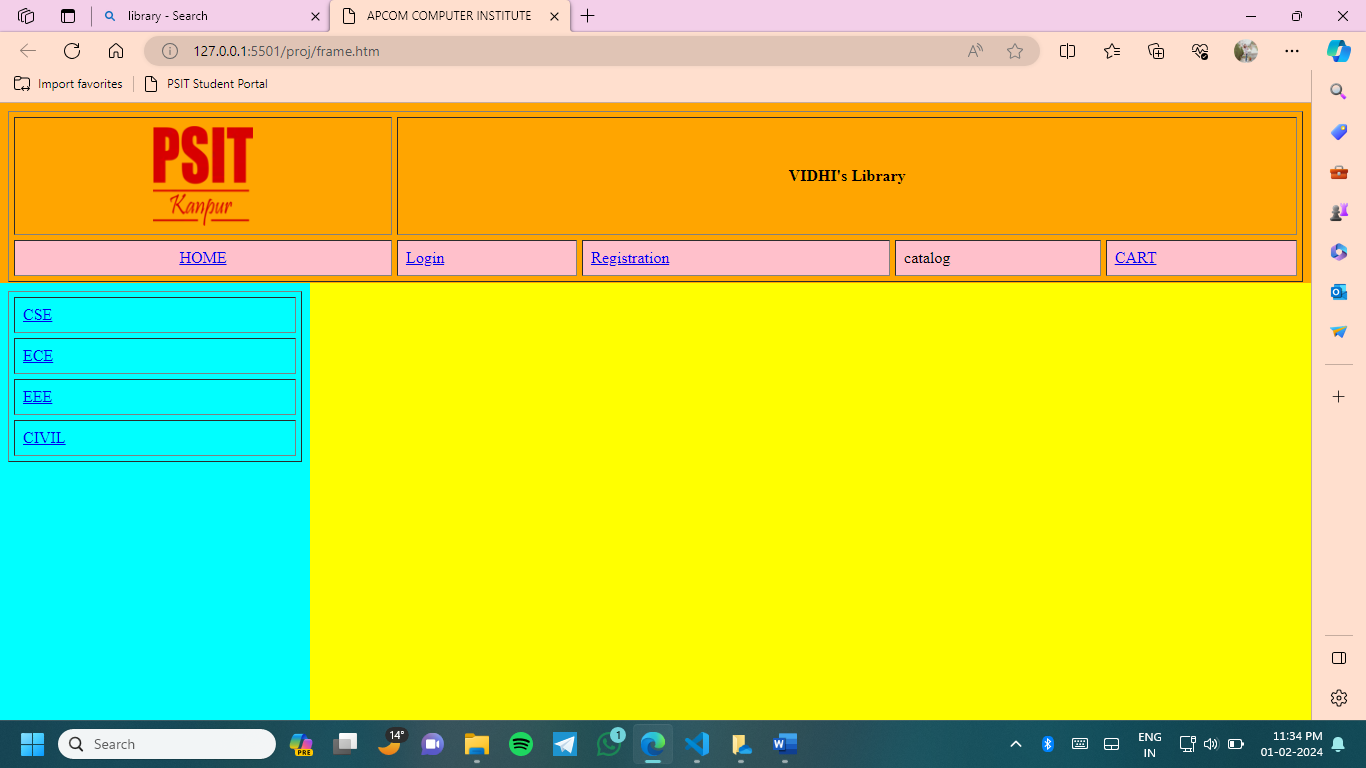 library - Search
APCOM COMPUTER INSTITUTE
127.0.0.1:5501/proj/frame.htm
Import favorites
PSIT Student Portal
PSIT
Kanpur
VIDHI's Library
HOME Login Registration catalog CART
CSE
ECE
EEE
CIVIL
Search
PRE
14°
1
ENG
IN
11:34 PM
01-02-2024